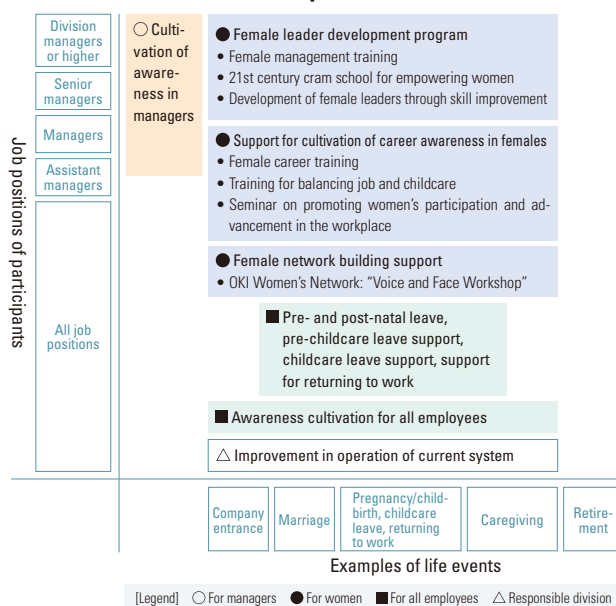 Division
managers
or higher
Senior
managers
Managers
Assistant
managers
All job
positions
Job positions of participants
○ Culti-
vation of
aware-
ness in
managers
● Female leader development program
• Female management training
• 21st century cram school for empowering women
• Development of female leaders through skill improvement
● Support for cultivation of career awareness in females
• Female career training
• Training for balancing job and childcare
• Seminar on promoting women's participation and ad-
vancement in the workplace
● Female network building support
• OKI Women's Network: "Voice and Face Workshop"
■ Pre- and post-natal leave,
pre-childcare leave support,
childcare leave support, support
for returning to work
■ Awareness cultivation for all employees
△ Improvement in operation of current system
Company
entrance
Marriage
Pregnancy/child-
birth, childcare
leave, returning
to work
Caregiving
Retire-
ment
Examples of life events
[Legend] ○ For managers ● For women ■ For all employees △ Responsible division